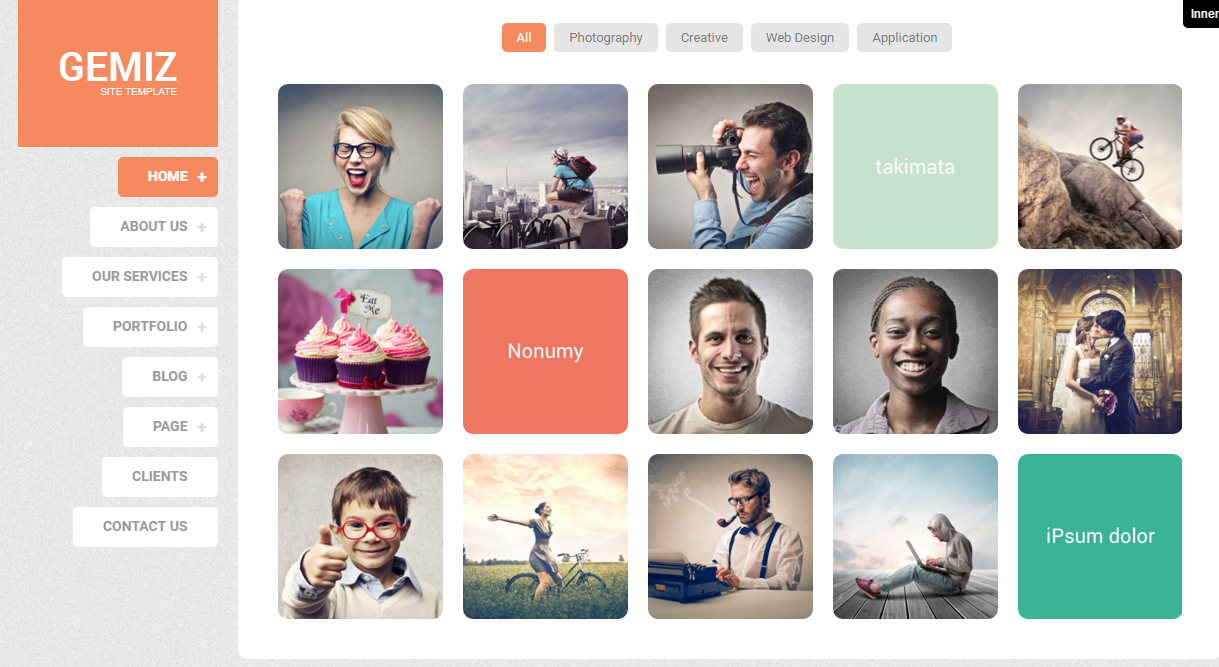 GEMIZ
SITE TEMPLATE
HOME +
ABOUT US +
OUR SERVICES +
PORTFOLIO +
BLOG +
PAGE +
CLIENTS
CONTACT US
All Photography Creative Web Design Application
Inner
takimata
Eat
Me
Nonumy
iPsum dolor